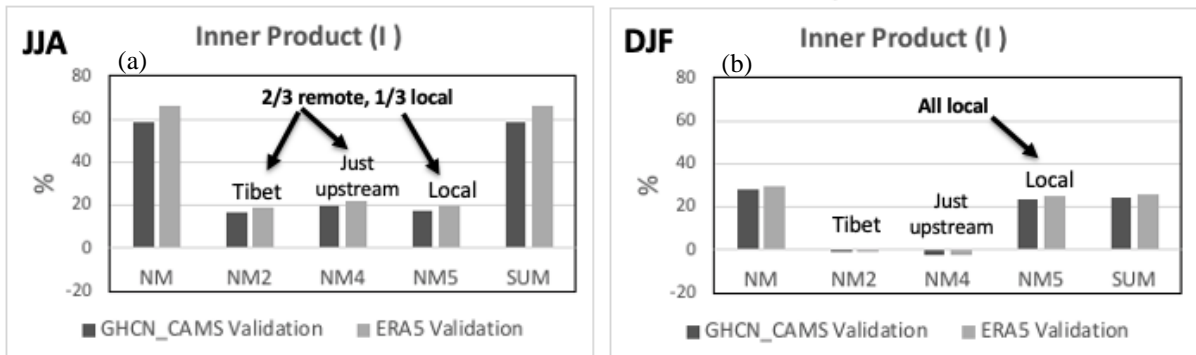 JJA
Inner Product (I )
(a)
80
60
40
20
0
-20
%
2/3 remote, 1/3 local
Tibet
Just
upstream
Local
NM
NM2
NM4
NM5
SUM
GHCN_CAMS Validation
ERA5 Validation
DJF
Inner Product (I )
(b)
80
60
40
20
0
-20
%
All local
Tibet
Just
upstream
Local
NM
NM2
NM4
NM5
SUM
GHCN_CAMS Validation
ERA5 Validation